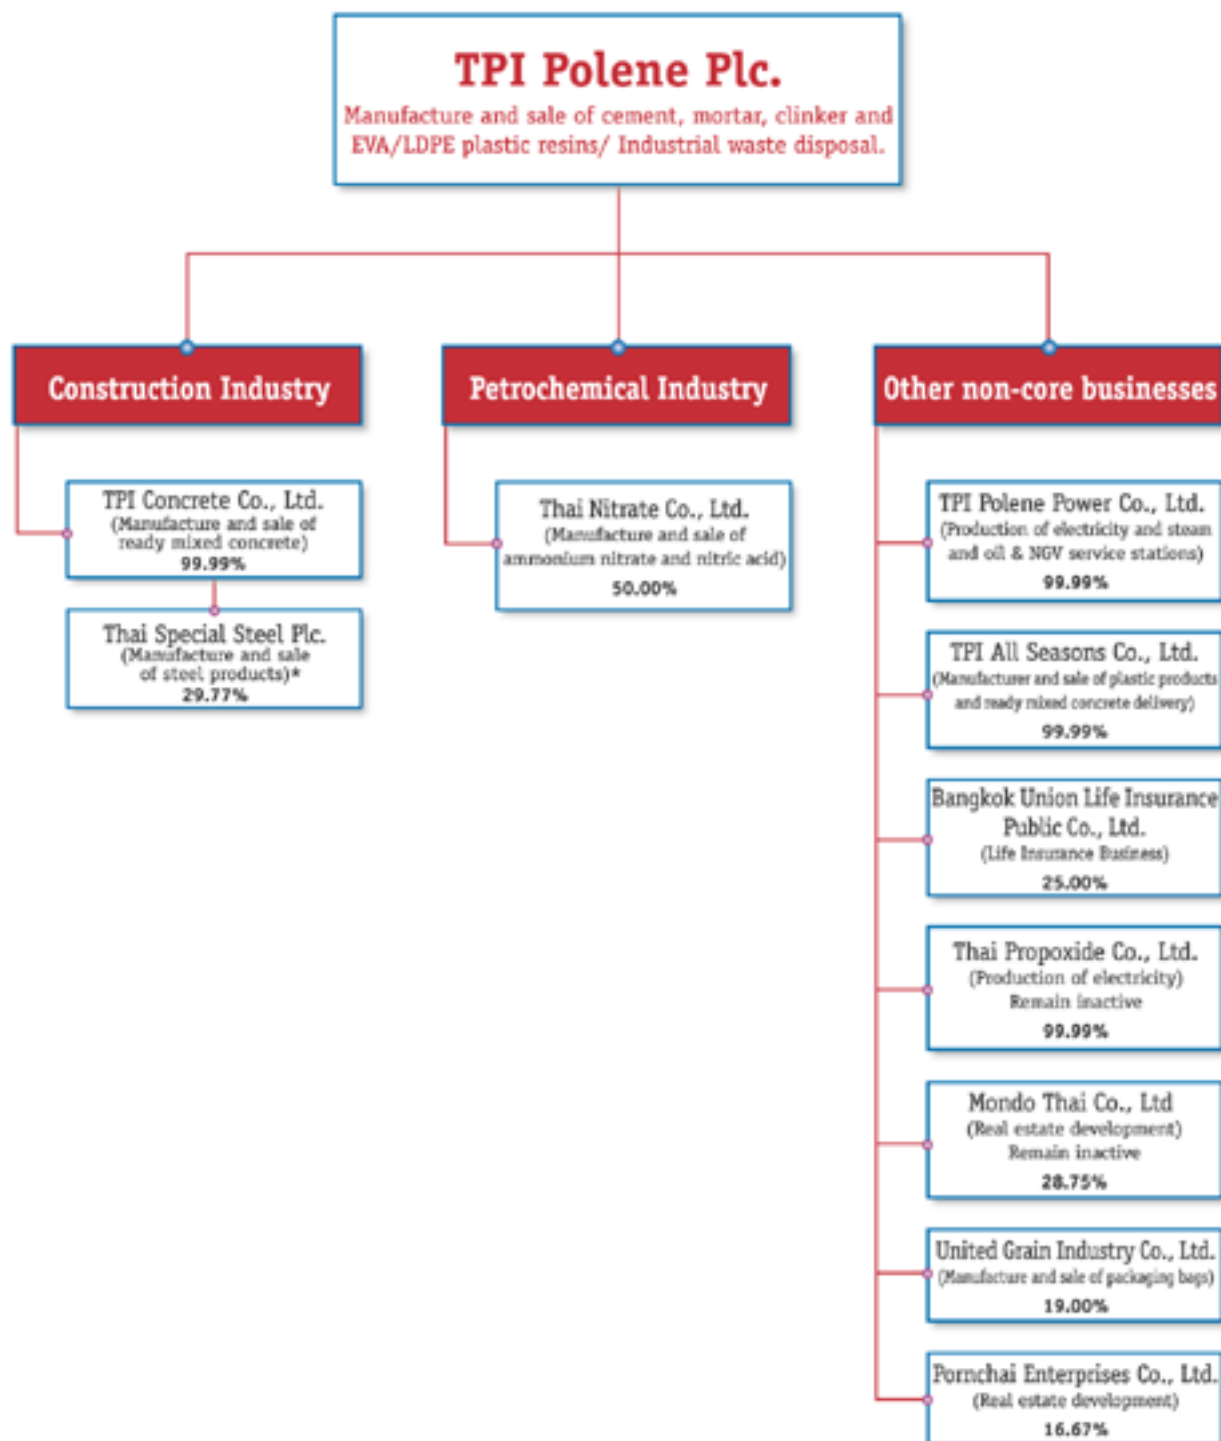 TPI Polene Plc.
Manufacture and sale of cement, mortar, clinker and
EVA/LDPE plastic resins/ Industrial waste disposal.
Construction Industry
TPI Concrete Co., Ltd.
(Manufacture and sale of
ready mixed concrete)
99.99%
Thai Special Steel Plc.
(Manufacture and sale
of steel products)*
29.77%
Petrochemical Industry
Thai Nitrate Co., Ltd.
(Manufacture and sale of
ammonium nitrate and nitric acid)
50.00%
Other non-core businesses
TPI Polene Power Co., Ltd.
(Production of electricity and steam
and oil & NGV service stations)
99.99%
TPI All Seasons Co., Ltd.
(Manufacturer and sale of plastic products
and ready mixed concrete delivery)
99.99%
Bangkok Union Life Insurance
Public Co., Ltd.
(Life Insurance Business)
25.00%
Thai Propoxide Co., Ltd.
(Production of electricity)
Remain inactive
99.99%
Mondo Thai Co., Ltd
(Real estate development)
Remain inactive
28.75%
United Grain Industry Co., Ltd.
(Manufacture and sale of packaging bags)
19.00%
Pornchai Enterprises Co., Ltd.
(Real estate development)
16.67%